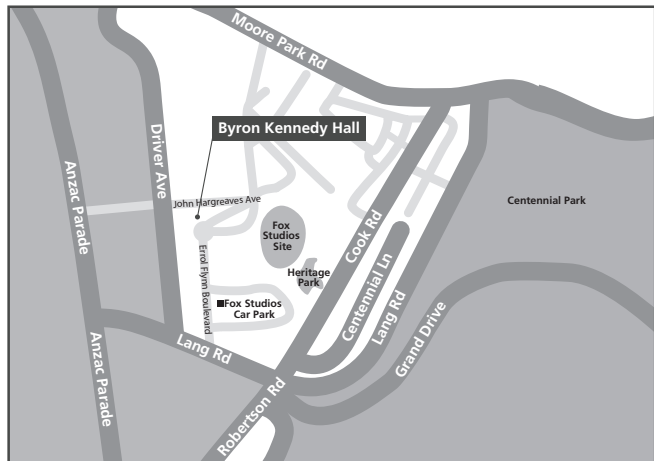 Moore Park Rd
Byron Kennedy Hall
Driver Ave
Anzac Parade
John Hargreaves Ave
Centennial Park
Fox
Studios
Site
Cook Rd
Heritage
Park
Centennial Ln
Errol Flynn Boulevard
Fox Studios
Car Park
Lang Rd
Grand Drive
Anzac Parade
Lang Rd
Robertson Rd